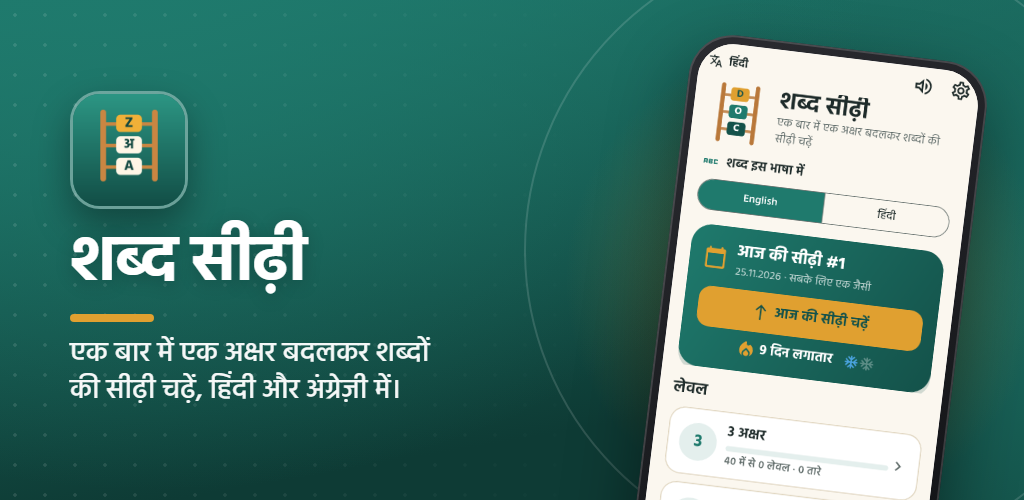 Z
अ
A
शब्द सीढ़ी
एक बार में एक अक्षर बदलकर शब्दों
की सीढ़ी चढ़ें, हिंदी और अंग्रेज़ी में।
हिंदी
D
O
C
शब्द सीढ़ी
एक बार में एक अक्षर बदलकर शब्दों की
सीढ़ी चढ़ें
ABC शब्द इस भाषा में
English हिंदी
आज की सीढ़ी #1
25.11.2026 · सबके लिए एक जैसी
↑ आज की सीढ़ी चढ़ें
9 दिन लगातार
लेवल
3 3 अक्षर
40 में से 0 लेवल · 0 तारे